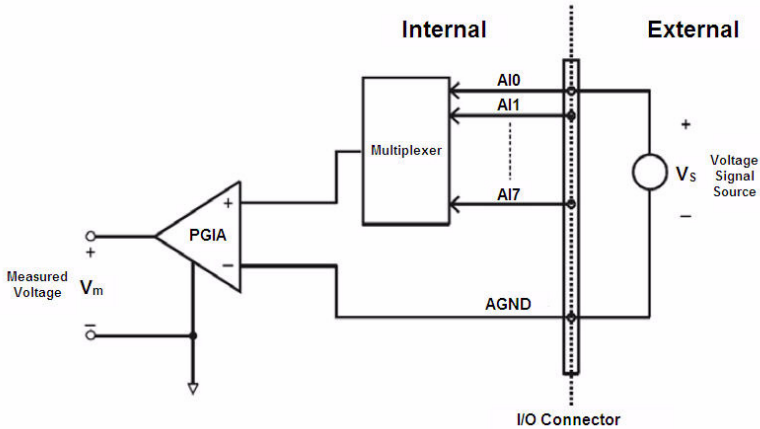 Internal
External
AI0
AI1
Multiplexer
AI7
+
VS
−
Voltage
Signal
Source
+
PGIA
−
Measured
Voltage
+
Vm
−
AGND
I/O Connector